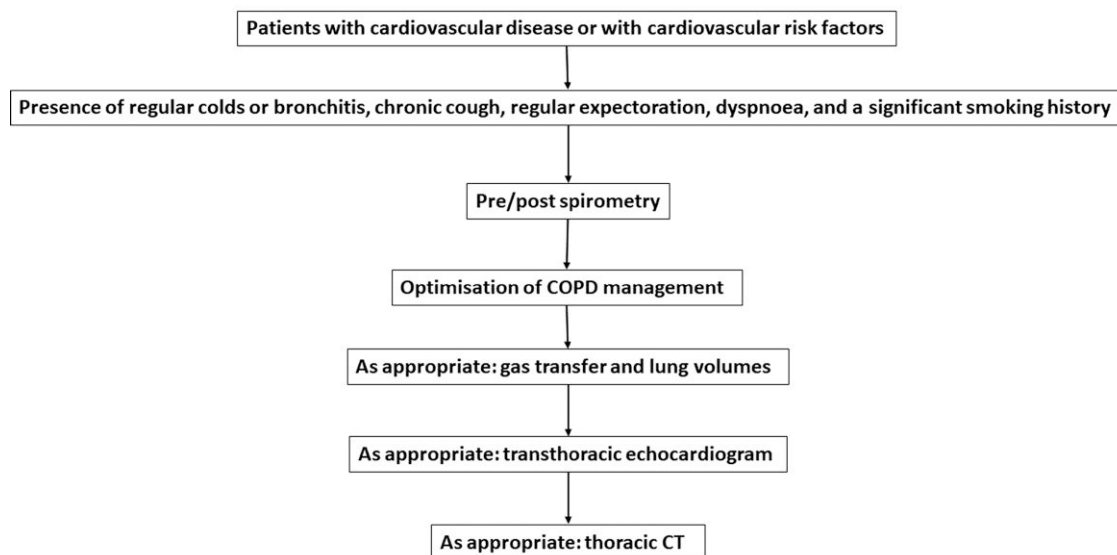 Patients with cardiovascular disease or with cardiovascular risk factors
Presence of regular colds or bronchitis, chronic cough, regular expectoration, dyspnoea, and a significant smoking history
Pre/post spirometry
Optimisation of COPD management
As appropriate: gas transfer and lung volumes
As appropriate: transthoracic echocardiogram
As appropriate: thoracic CT